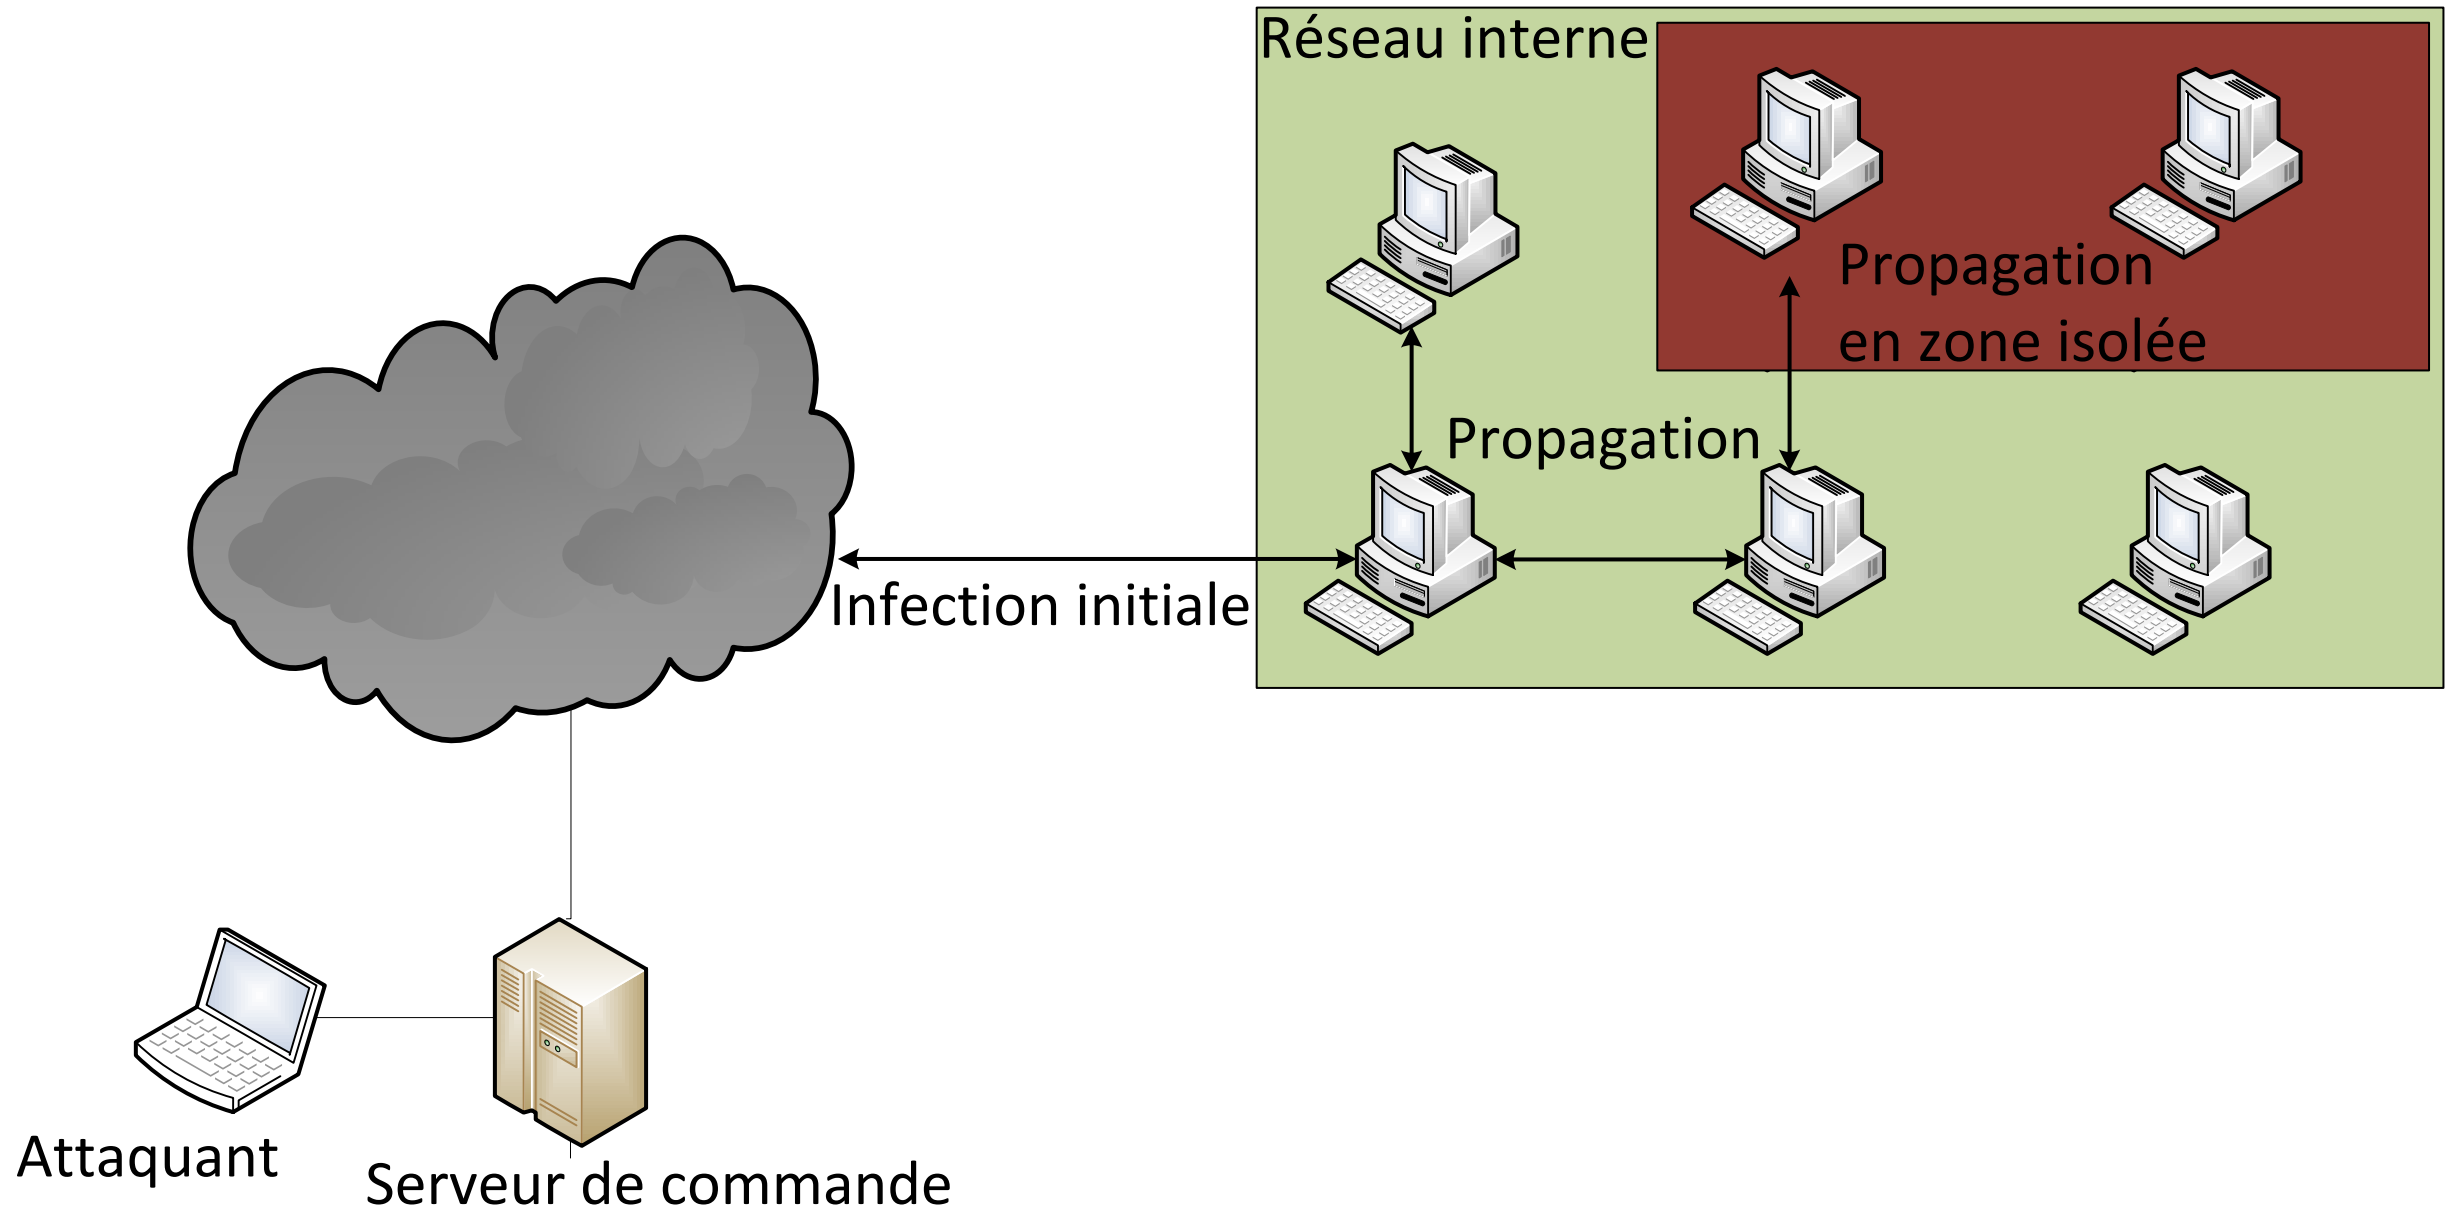 Réseau interne
Propagation
en zone isolée
Propagation
Infection initiale
Attaquant
Serveur de commande